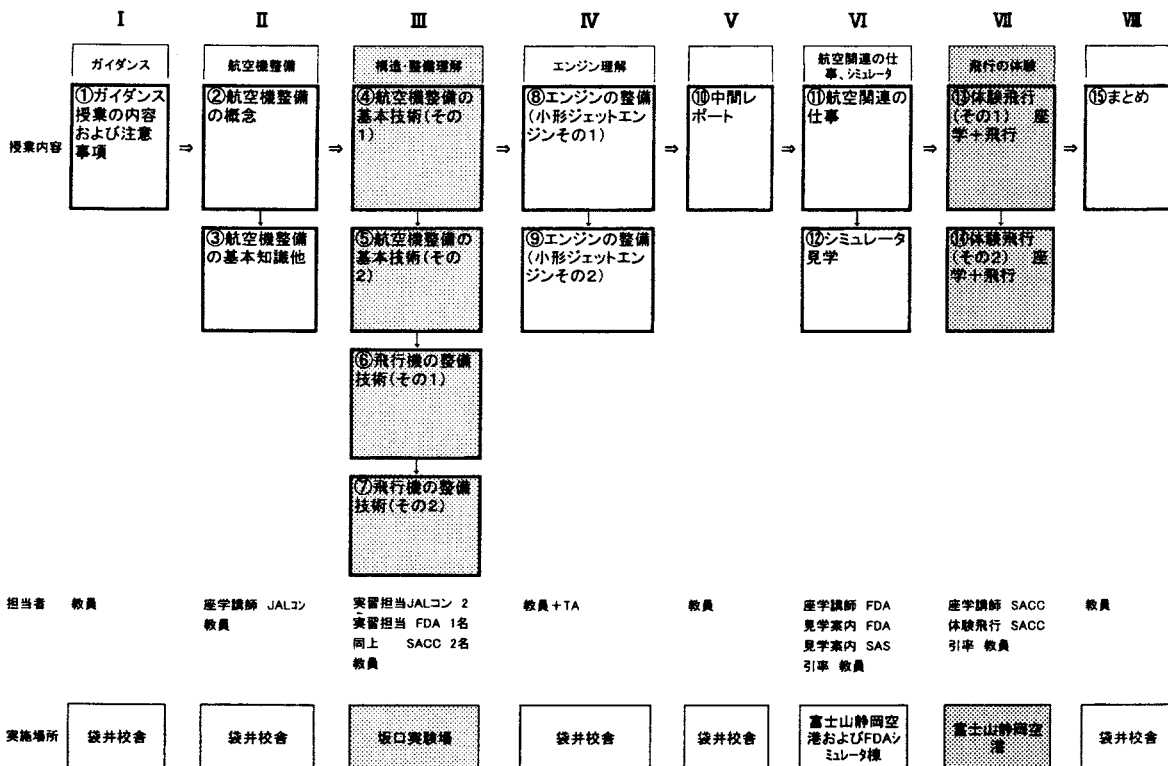 I II III IV V VI VII VIII
ガイダンス
航空機整備
構造・整備理解
エンジン理解
航空関連の仕
事、シミュレータ
飛行の体験
授業内容
①ガイダンス
授業の内容
および注意
事項
⇒
②航空機整備
の概念
③航空機整備
の基本知識他
⇒
④航空機整備の
基本技術(その
1)
⑤航空機整備の
基本技術(その
2)
⑥飛行機の整備
技術(その1)
⑦飛行機の整備
技術(その2)
⇒
⑧エンジンの整備
(小形ジェットエン
ジンその1)
⑨エンジンの整備
(小形ジェットエン
ジンその2)
⇒
⑩中間レ
ポート
⇒
⑪航空関連の
仕事
⑫シミュレータ
見学
⇒
⑬体験飛行
(その1) 座
学+飛行
⑭体験飛行
(その2) 座
学+飛行
⇒
⑮まとめ
担当者
教員
座学講師 JALコン
教員
実習担当JALコン 2
実習担当 FDA 1名
同上 SACC 2名
教員
教員+TA
教員
座学講師 FDA
見学案内 FDA
見学案内 SAS
引率 教員
座学講師 SACC
体験飛行 SACC
引率 教員
教員
実施場所
袋井校舎
袋井校舎
坂口実験場
袋井校舎
袋井校舎
富士山静岡空
港およびFDAシ
ミュレータ棟
富士山静岡空
港
袋井校舎